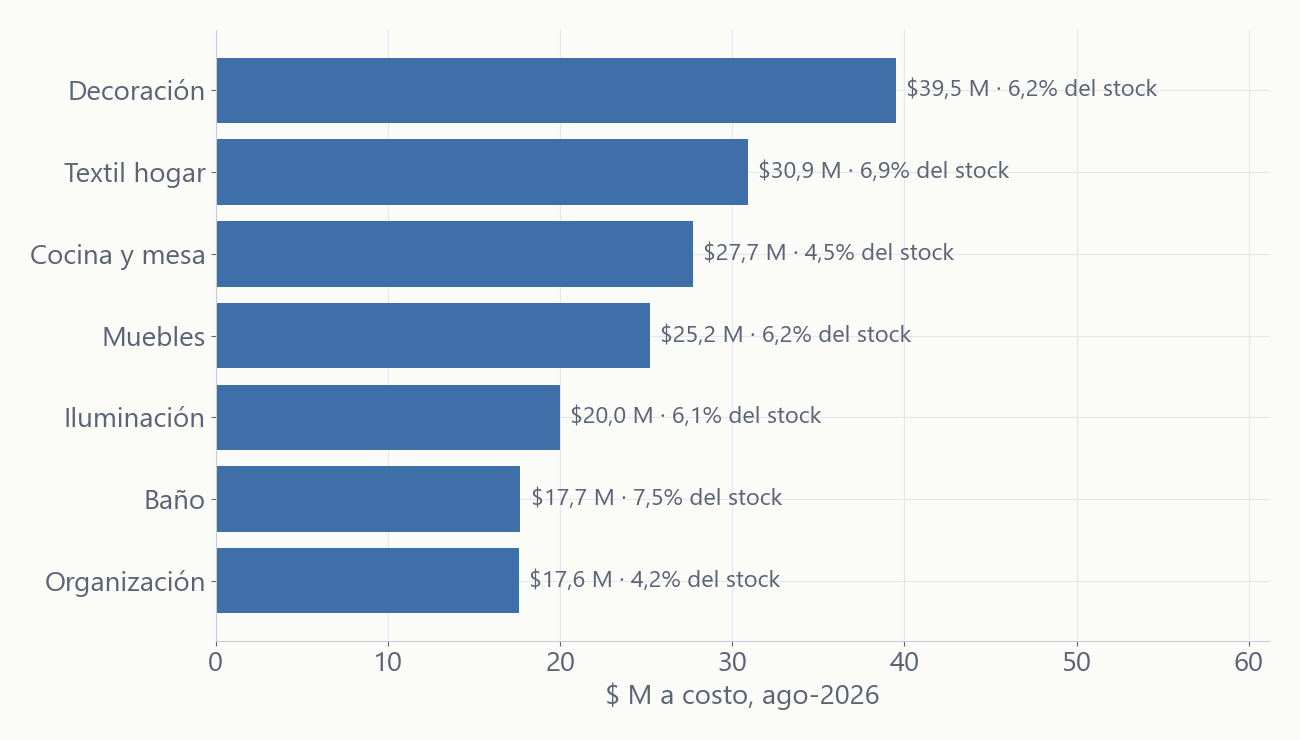 Decoración
$39,5 M · 6,2% del stock
Textil hogar
$30,9 M · 6,9% del stock
Cocina y mesa
$27,7 M · 4,5% del stock
Muebles
$25,2 M · 6,2% del stock
Iluminación
$20,0 M · 6,1% del stock
Baño
$17,7 M · 7,5% del stock
Organización
$17,6 M · 4,2% del stock
0 10 20 30 40 50 60
$ M a costo, ago-2026